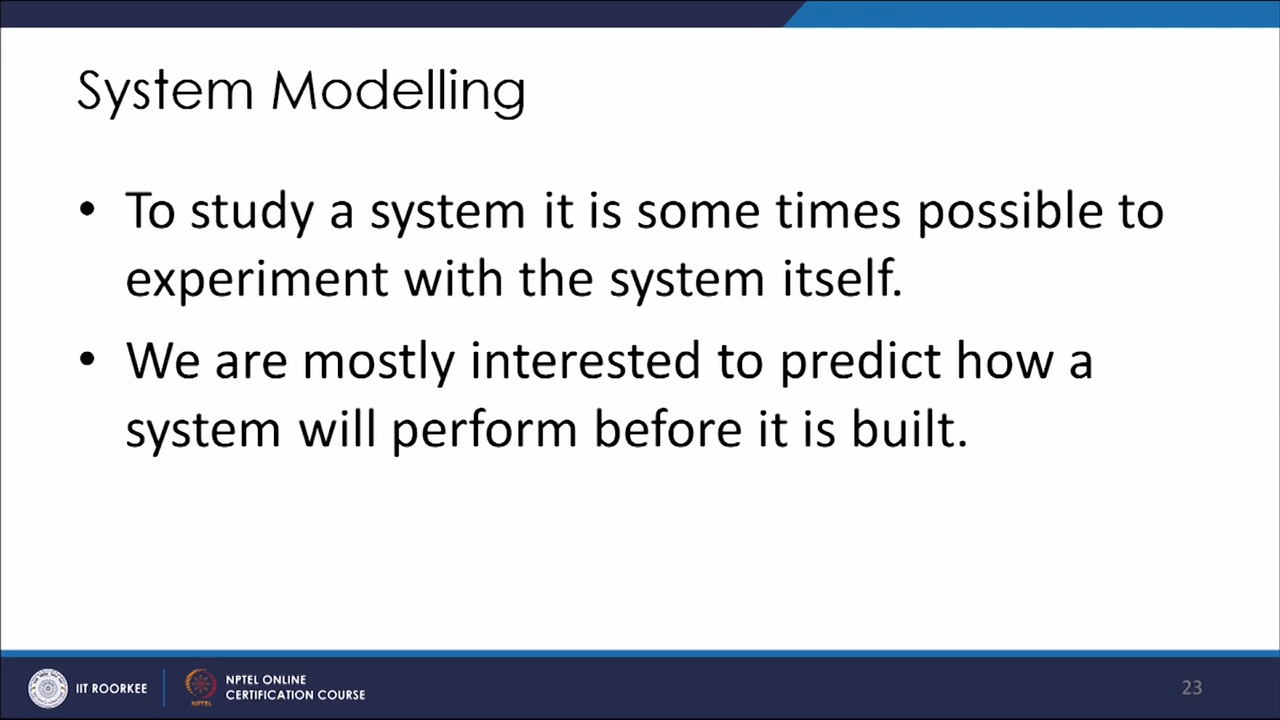 System Modelling
• To study a system it is some times possible to
experiment with the system itself.
• We are mostly interested to predict how a
system will perform before it is built.
IIT ROORKEE
NPTEL
NPTEL ONLINE
CERTIFICATION COURSE
23